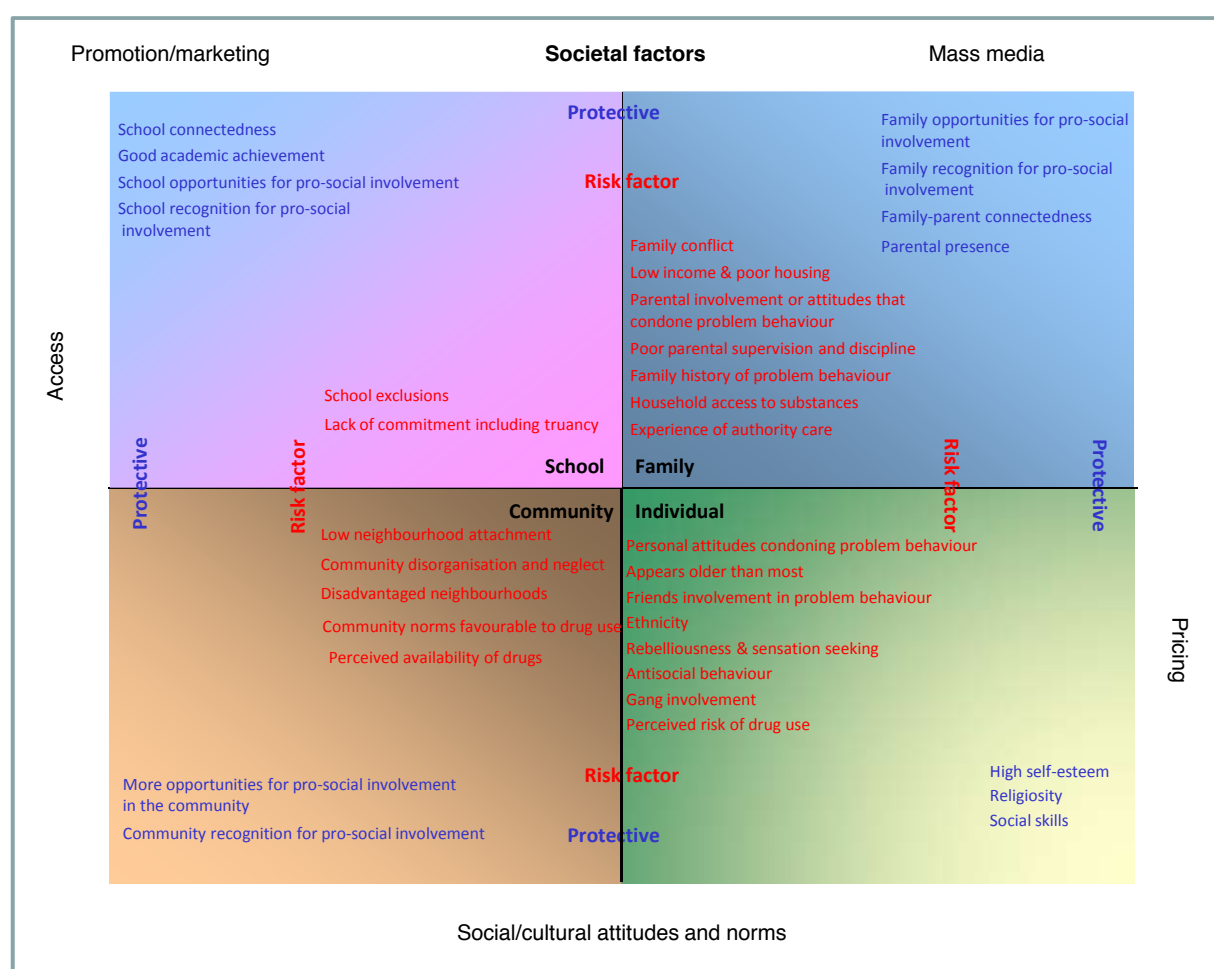 Promotion/marketing
Societal factors
Mass media
Protective
Risk factor
School connectedness
Good academic achievement
School opportunities for pro-social involvement
School recognition for pro-social
involvement
School exclusions
Lack of commitment including truancy
School
Family opportunities for pro-social
involvement
Family recognition for pro-social
involvement
Family-parent connectedness
Parental presence
Family conflict
Low income & poor housing
Parental involvement or attitudes that
condone problem behaviour
Poor parental supervision and discipline
Family history of problem behaviour
Household access to substances
Experience of authority care
Family
Access
Protective
Risk factor
Risk factor
Protective
Community
Low neighbourhood attachment
Community disorganisation and neglect
Disadvantaged neighbourhoods
Community norms favourable to drug use
Perceived availability of drugs
More opportunities for pro-social involvement
in the community
Community recognition for pro-social involvement
Individual
Personal attitudes condoning problem behaviour
Appears older than most
Friends involvement in problem behaviour
Ethnicity
Rebelliousness & sensation seeking
Antisocial behaviour
Gang involvement
Perceived risk of drug use
High self-esteem
Religiosity
Social skills
Risk factor
Protective
Pricing
Social/cultural attitudes and norms